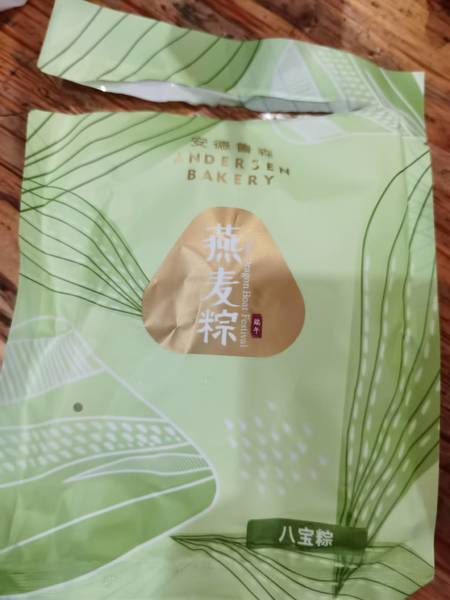 安德鲁森
ANDERSEN
BAKERY
燕麦粽
Dragon Boat Festival
端午
八宝粽